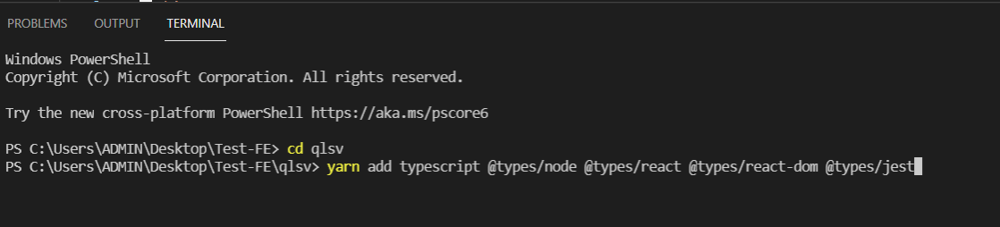 PROBLEMS OUTPUT TERMINAL
Windows PowerShell
Copyright (C) Microsoft Corporation. All rights reserved.
Try the new cross-platform PowerShell https://aka.ms/pscore6
PS C:\Users\ADMIN\Desktop\Test-FE> cd qlsv
PS C:\Users\ADMIN\Desktop\Test-FE\qlsv> yarn add typescript @types/node @types/react @types/react-dom @types/jest